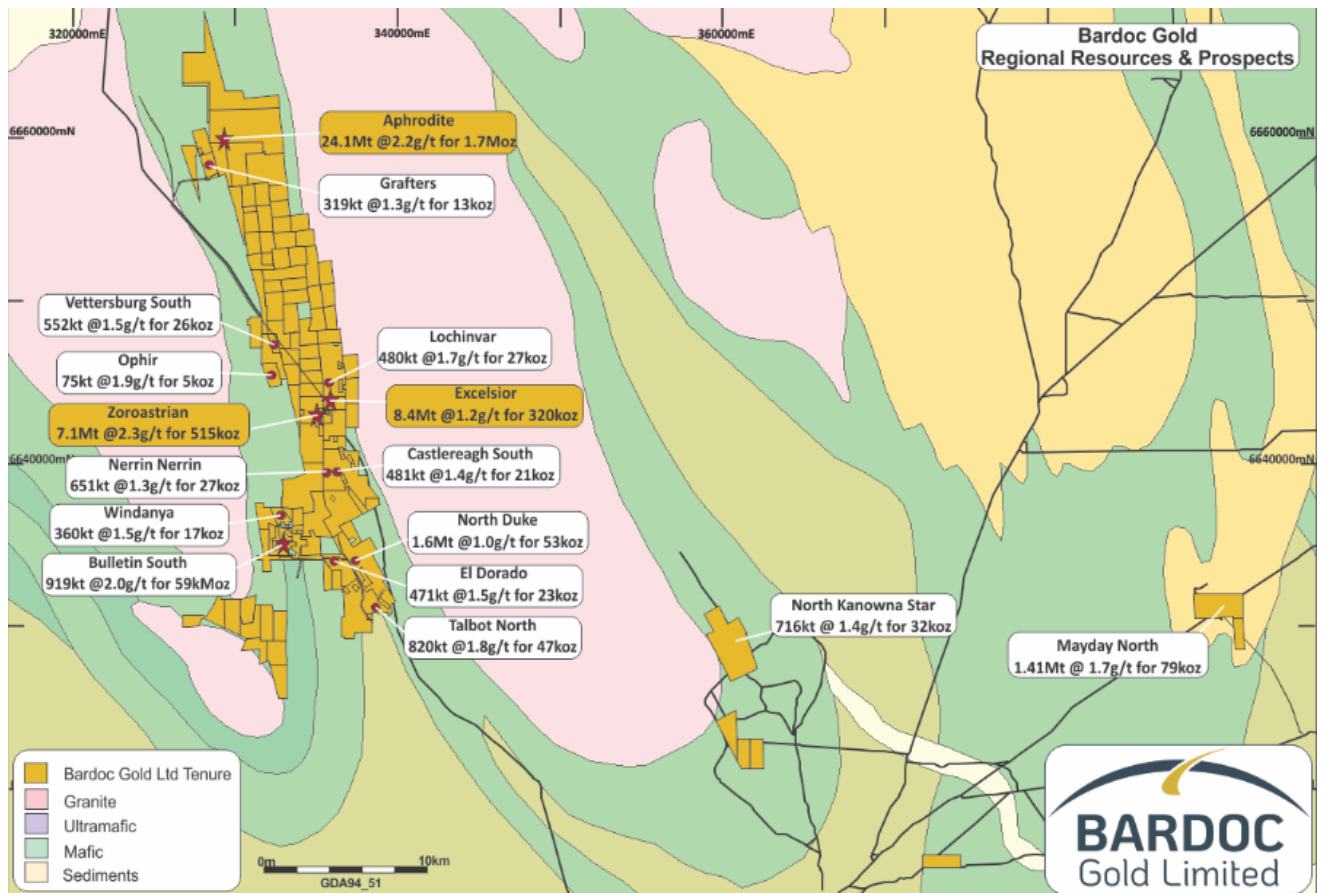 320000mE
340000mE
360000mE
Bardoc Gold
Regional Resources & Prospects
6660000mN
6660000mN
Aphrodite
24.1Mt @2.2g/t for 1.7Moz
Grafters
319kt @1.3g/t for 13koz
Vettersburg South
552kt @1.5g/t for 26koz
Lochinvar
480kt @1.7g/t for 27koz
Ophir
75kt @1.9g/t for 5koz
Excelsior
8.4Mt @1.2g/t for 320koz
Zoroastrian
7.1Mt @2.3g/t for 515koz
6640000mN
6640000mN
Castlereagh South
481kt @1.4g/t for 21koz
Nerrin Nerrin
651kt @1.3g/t for 27koz
Windanya
360kt @1.5g/t for 17koz
North Duke
1.6Mt @1.0g/t for 53koz
Bulletin South
919kt @2.0g/t for 59kMoz
El Dorado
471kt @1.5g/t for 23koz
Talbot North
820kt @1.8g/t for 47koz
North Kanowna Star
716kt @ 1.4g/t for 32koz
Mayday North
1.41Mt @ 1.7g/t for 79koz
Bardoc Gold Ltd Tenure
Granite
Ultramafic
Mafic
Sediments
0m
10km
GDA94_51
BARDOC
Gold Limited